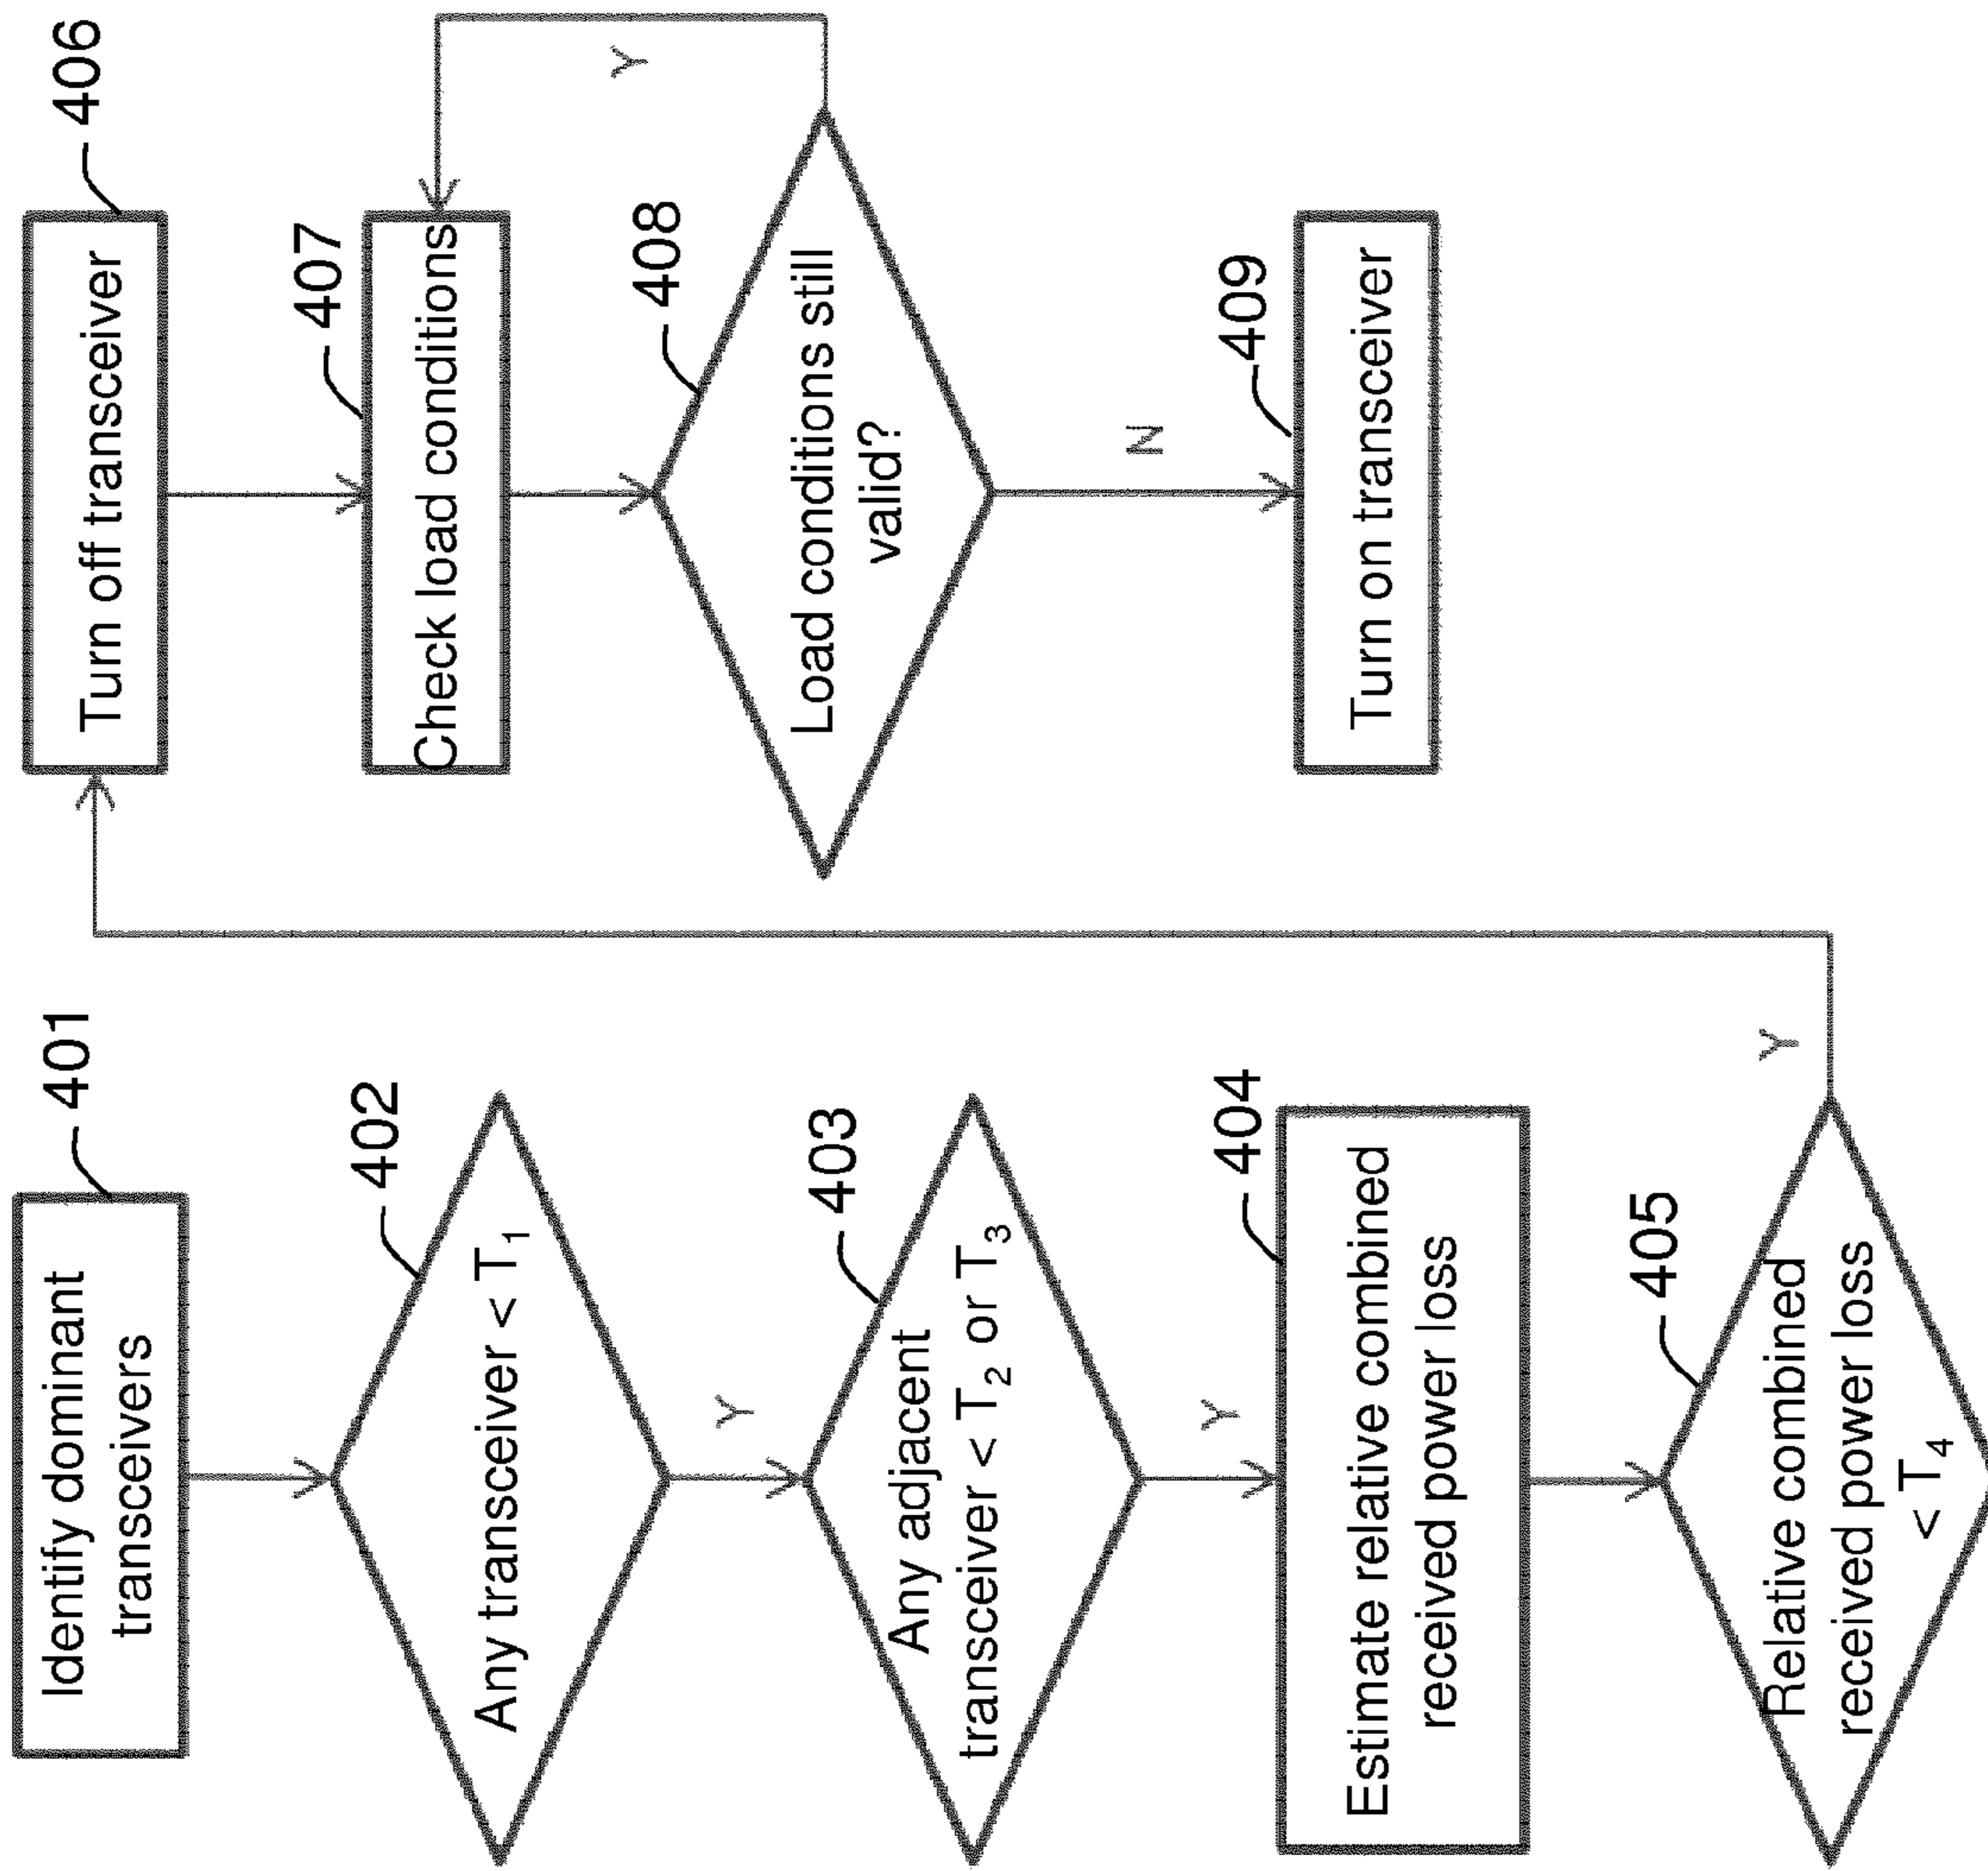 401
Identify dominant
transceivers
402
Any transceiver < T1
Y
403
Any adjacent
transceiver < T2 or T3
Y
404
Estimate relative combined
received power loss
405
Relative combined
received power loss
< T4
Y
406
Turn off transceiver
407
Check load conditions
408
Load conditions still
valid?
Y
N
409
Turn on transceiver